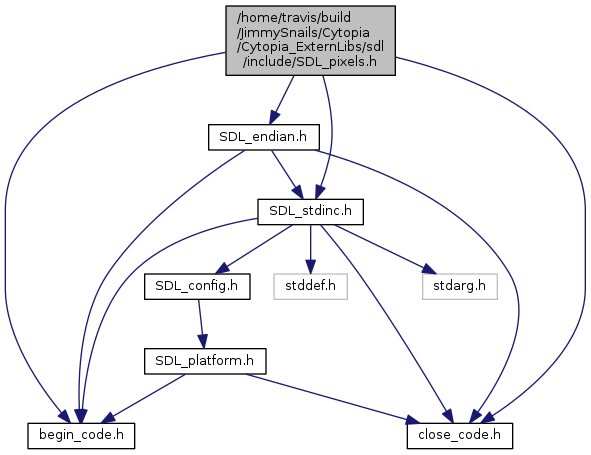 /home/travis/build
/JimmySnails/Cytopia
/Cytopia_ExternLibs/sdl
/include/SDL_pixels.h
SDL_endian.h
SDL_stdinc.h
SDL_config.h
stddef.h
stdarg.h
SDL_platform.h
begin_code.h
close_code.h